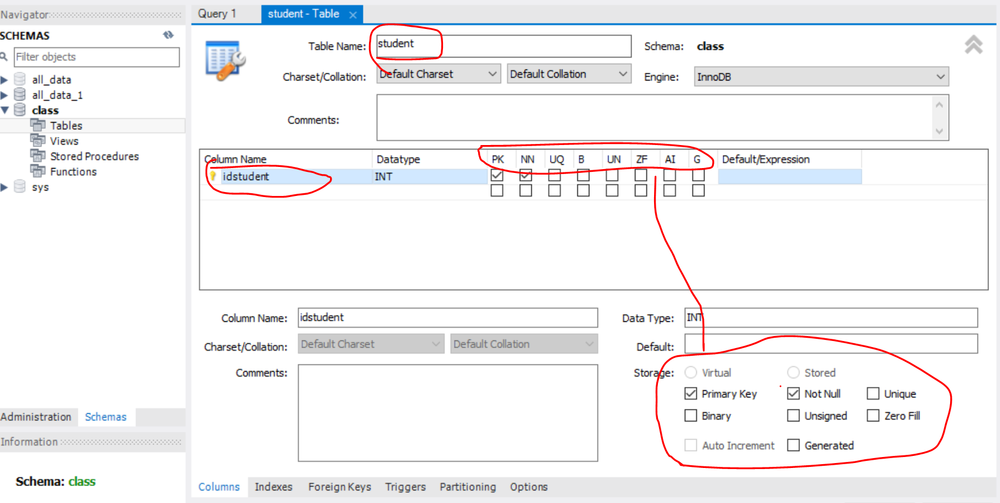 Navigator
SCHEMAS
Filter objects
all_data
all_data_1
class
Tables
Views
Stored Procedures
Functions
sys
Administration Schemas
Information
Schema: class
Query 1 student - Table
Table Name: student Schema: class
Charset/Collation: Default Charset Default Collation Engine: InnoDB
Comments:
Column Name Datatype PK NN UQ B UN ZF AI G Default/Expression
idstudent INT
Column Name: idstudent Data Type: INT
Charset/Collation: Default Charset Default Collation Default:
Comments: Storage: Virtual Stored
Primary Key Not Null Unique
Binary Unsigned Zero Fill
Auto Increment Generated
Columns Indexes Foreign Keys Triggers Partitioning Options